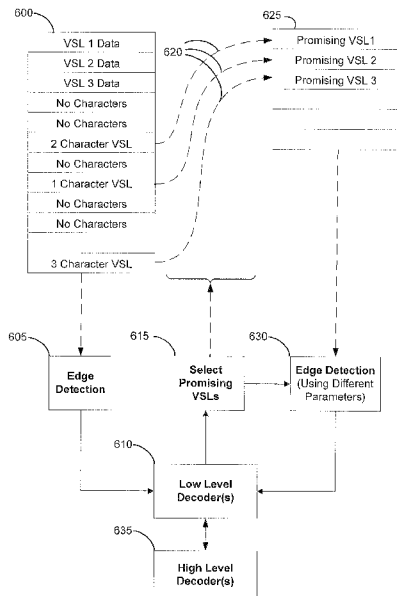 600
VSL 1 Data
VSL 2 Data
VSL 3 Data
No Characters
No Characters
2 Character VSL
No Characters
1 Character VSL
No Characters
No Characters
3 Character VSL
620
625
Promising VSL1
Promising VSL 2
Promising VSL 3
605
Edge
Detection
615
Select
Promising
VSLs
630
Edge Detection
(Using Different
Parameters)
610
Low Level
Decoder(s)
635
High Level
Decoder(s)